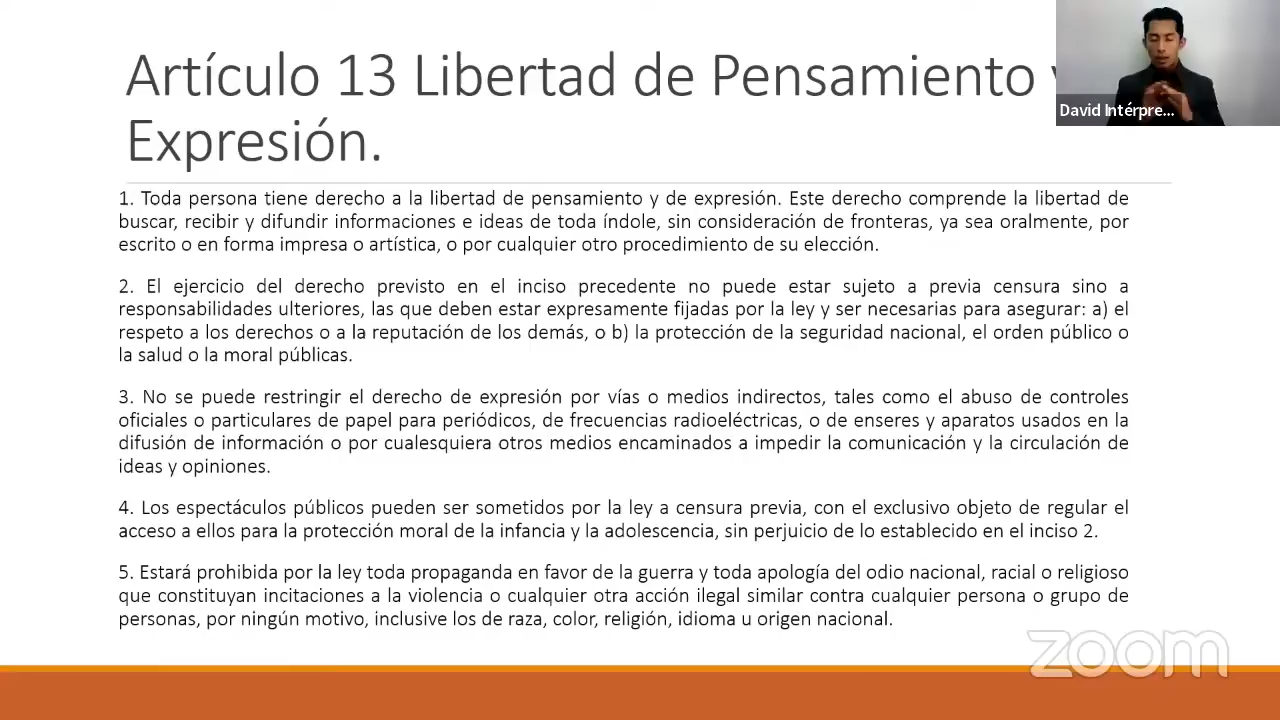 Artículo 13 Libertad de Pensamiento y
Expresión.
David Intérpre...
1. Toda persona tiene derecho a la libertad de pensamiento y de expresión. Este derecho comprende la libertad de
buscar, recibir y difundir informaciones e ideas de toda índole, sin consideración de fronteras, ya sea oralmente, por
escrito o en forma impresa o artística, o por cualquier otro procedimiento de su elección.
2. El ejercicio del derecho previsto en el inciso precedente no puede estar sujeto a previa censura sino a
responsabilidades ulteriores, las que deben estar expresamente fijadas por la ley y ser necesarias para asegurar: a) el
respeto a los derechos o a la reputación de los demás, o b) la protección de la seguridad nacional, el orden público o
la salud o la moral públicas.
3. No se puede restringir el derecho de expresión por vías o medios indirectos, tales como el abuso de controles
oficiales o particulares de papel para periódicos, de frecuencias radioeléctricas, o de enseres y aparatos usados en la
difusión de información o por cualesquiera otros medios encaminados a impedir la comunicación y la circulación de
ideas y opiniones.
4. Los espectáculos públicos pueden ser sometidos por la ley a censura previa, con el exclusivo objeto de regular el
acceso a ellos para la protección moral de la infancia y la adolescencia, sin perjuicio de lo establecido en el inciso 2.
5. Estará prohibida por la ley toda propaganda en favor de la guerra y toda apología del odio nacional, racial o religioso
que constituyan incitaciones a la violencia o cualquier otra acción ilegal similar contra cualquier persona o grupo de
personas, por ningún motivo, inclusive los de raza, color, religión, idioma u origen nacional.
zoom